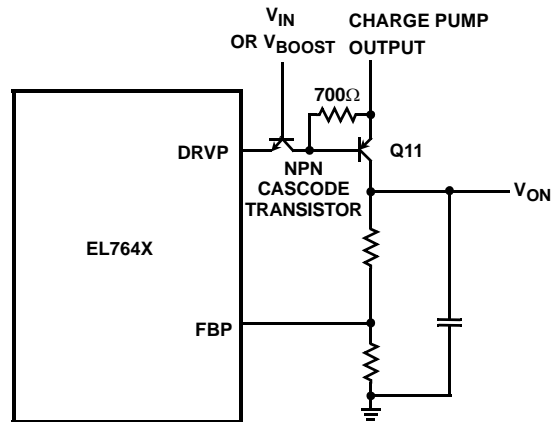 V_IN
OR V_BOOST
CHARGE PUMP
OUTPUT
700Ω
DRVP
Q11
NPN
CASCODE
TRANSISTOR
V_ON
EL764X
FBP